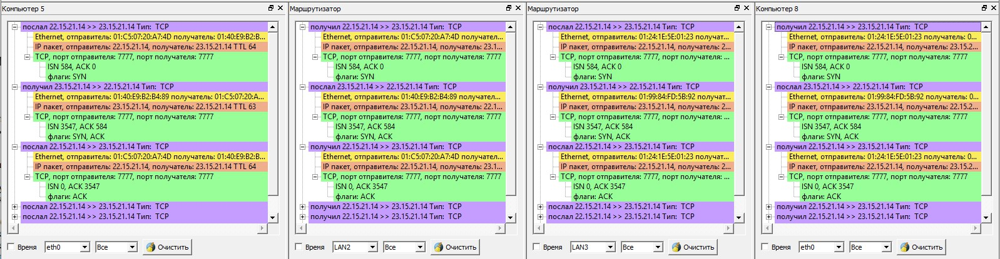 Компьютер 5
послал 22.15.21.14 >> 23.15.21.14 Тип: TCP
Ethernet, отправитель: 01:C5:07:20:A7:4D получатель: 01:40:E9:B2:B...
IP пакет, отправитель: 22.15.21.14, получатель: 23.15.21.14 TTL 64
TCP, порт отправителя: 7777, порт получателя: 7777
ISN 584, ACK 0
флаги: SYN
получил 23.15.21.14 >> 22.15.21.14 Тип: TCP
Ethernet, отправитель: 01:40:E9:B2:B4:89 получатель: 01:C5:07:20:A...
IP пакет, отправитель: 23.15.21.14, получатель: 22.15.21.14 TTL 63
TCP, порт отправителя: 7777, порт получателя: 7777
ISN 3547, ACK 584
флаги: SYN, ACK
послал 22.15.21.14 >> 23.15.21.14 Тип: TCP
Ethernet, отправитель: 01:C5:07:20:A7:4D получатель: 01:40:E9:B2:B...
IP пакет, отправитель: 22.15.21.14, получатель: 23.15.21.14 TTL 64
TCP, порт отправителя: 7777, порт получателя: 7777
ISN 0, ACK 3547
флаги: ACK
послал 22.15.21.14 >> 23.15.21.14 Тип: TCP
послал 22.15.21.14 >> 23.15.21.14 Тип: TCP
Время eth0 Все Очистить
Маршрутизатор
получил 22.15.21.14 >> 23.15.21.14 Тип: TCP
Ethernet, отправитель: 01:C5:07:20:A7:4D получател...
IP пакет, отправитель: 22.15.21.14, получатель: 23.1...
TCP, порт отправителя: 7777, порт получателя: 7777
ISN 584, ACK 0
флаги: SYN
послал 23.15.21.14 >> 22.15.21.14 Тип: TCP
Ethernet, отправитель: 01:40:E9:B2:B4:89 получател...
IP пакет, отправитель: 23.15.21.14, получатель: 22.1...
TCP, порт отправителя: 7777, порт получателя: 7777
ISN 3547, ACK 584
флаги: SYN, ACK
получил 22.15.21.14 >> 23.15.21.14 Тип: TCP
Ethernet, отправитель: 01:C5:07:20:A7:4D получател...
IP пакет, отправитель: 22.15.21.14, получатель: 23.1...
TCP, порт отправителя: 7777, порт получателя: 7777
ISN 0, ACK 3547
флаги: ACK
получил 22.15.21.14 >> 23.15.21.14 Тип: TCP
получил 22.15.21.14 >> 23.15.21.14 Тип: TCP
Время LAN2 Все Очистить
Маршрутизатор
послал 22.15.21.14 >> 23.15.21.14 Тип: TCP
Ethernet, отправитель: 01:24:1E:5E:01:23 получат...
IP пакет, отправитель: 22.15.21.14, получатель: 2...
TCP, порт отправителя: 7777, порт получателя: ...
ISN 584, ACK 0
флаги: SYN
получил 23.15.21.14 >> 22.15.21.14 Тип: TCP
Ethernet, отправитель: 01:99:84:FD:5B:92 получат...
IP пакет, отправитель: 23.15.21.14, получатель: 2...
TCP, порт отправителя: 7777, порт получателя: ...
ISN 3547, ACK 584
флаги: SYN, ACK
послал 22.15.21.14 >> 23.15.21.14 Тип: TCP
Ethernet, отправитель: 01:24:1E:5E:01:23 получат...
IP пакет, отправитель: 22.15.21.14, получатель: 2...
TCP, порт отправителя: 7777, порт получателя: ...
ISN 0, ACK 3547
флаги: ACK
послал 22.15.21.14 >> 23.15.21.14 Тип: TCP
послал 22.15.21.14 >> 23.15.21.14 Тип: TCP
Время LAN3 Все Очистить
Компьютер 8
получил 22.15.21.14 >> 23.15.21.14 Тип: TCP
Ethernet, отправитель: 01:24:1E:5E:01:23 получатель: 0...
IP пакет, отправитель: 22.15.21.14, получатель: 23.15.2...
TCP, порт отправителя: 7777, порт получателя: 7777
ISN 584, ACK 0
флаги: SYN
послал 23.15.21.14 >> 22.15.21.14 Тип: TCP
Ethernet, отправитель: 01:99:84:FD:5B:92 получатель: 0...
IP пакет, отправитель: 23.15.21.14, получатель: 22.15.2...
TCP, порт отправителя: 7777, порт получателя: 7777
ISN 3547, ACK 584
флаги: SYN, ACK
получил 22.15.21.14 >> 23.15.21.14 Тип: TCP
Ethernet, отправитель: 01:24:1E:5E:01:23 получатель: 0...
IP пакет, отправитель: 22.15.21.14, получатель: 23.15.2...
TCP, порт отправителя: 7777, порт получателя: 7777
ISN 0, ACK 3547
флаги: ACK
получил 22.15.21.14 >> 23.15.21.14 Тип: TCP
получил 22.15.21.14 >> 23.15.21.14 Тип: TCP
Время eth0 Все Очистить